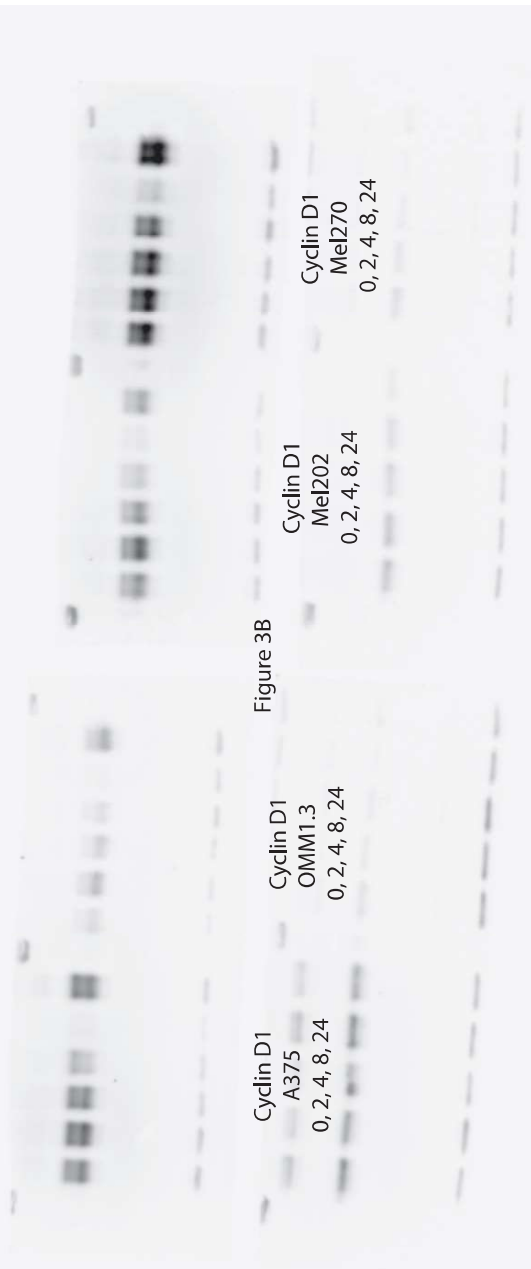 Figure 3B
Cyclin D1
A375
0, 2, 4, 8, 24
Cyclin D1
OMM1.3
0, 2, 4, 8, 24
Cyclin D1
Mel202
0, 2, 4, 8, 24
Cyclin D1
Mel270
0, 2, 4, 8, 24